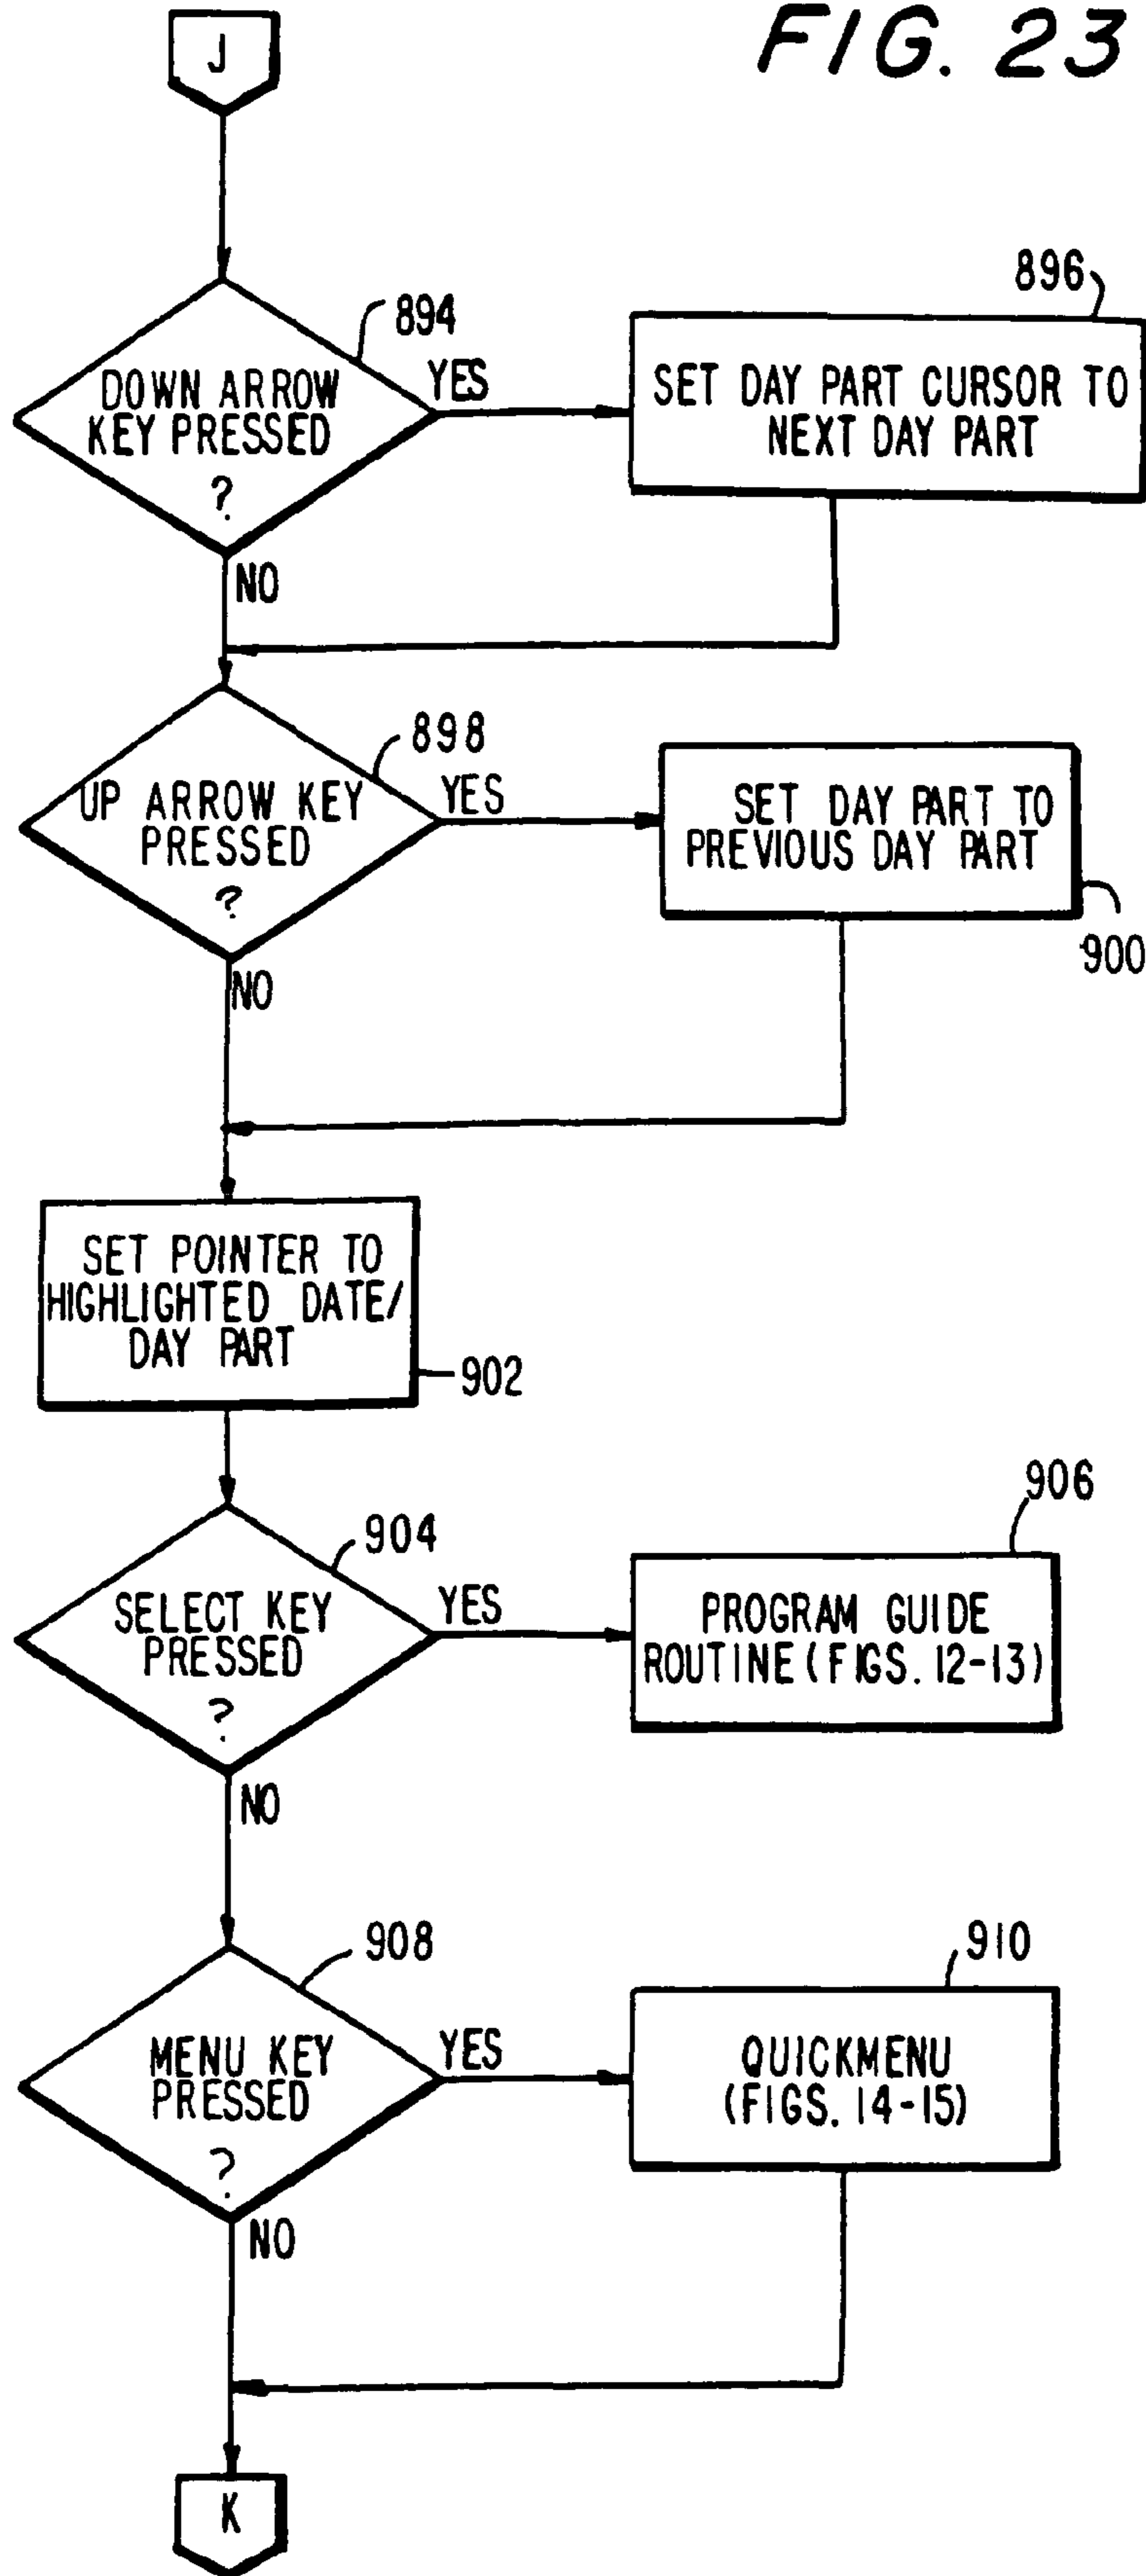 FIG. 23
J
894
DOWN ARROW
KEY PRESSED
?
YES
NO
896
SET DAY PART CURSOR TO
NEXT DAY PART
898
UP ARROW KEY
PRESSED
?
YES
NO
SET DAY PART TO
PREVIOUS DAY PART
900
SET POINTER TO
HIGHLIGHTED DATE/
DAY PART
902
904
SELECT KEY
PRESSED
?
YES
NO
906
PROGRAM GUIDE
ROUTINE (FIGS. 12-13)
908
MENU KEY
PRESSED
?
YES
NO
910
QUICKMENU
(FIGS. 14-15)
K